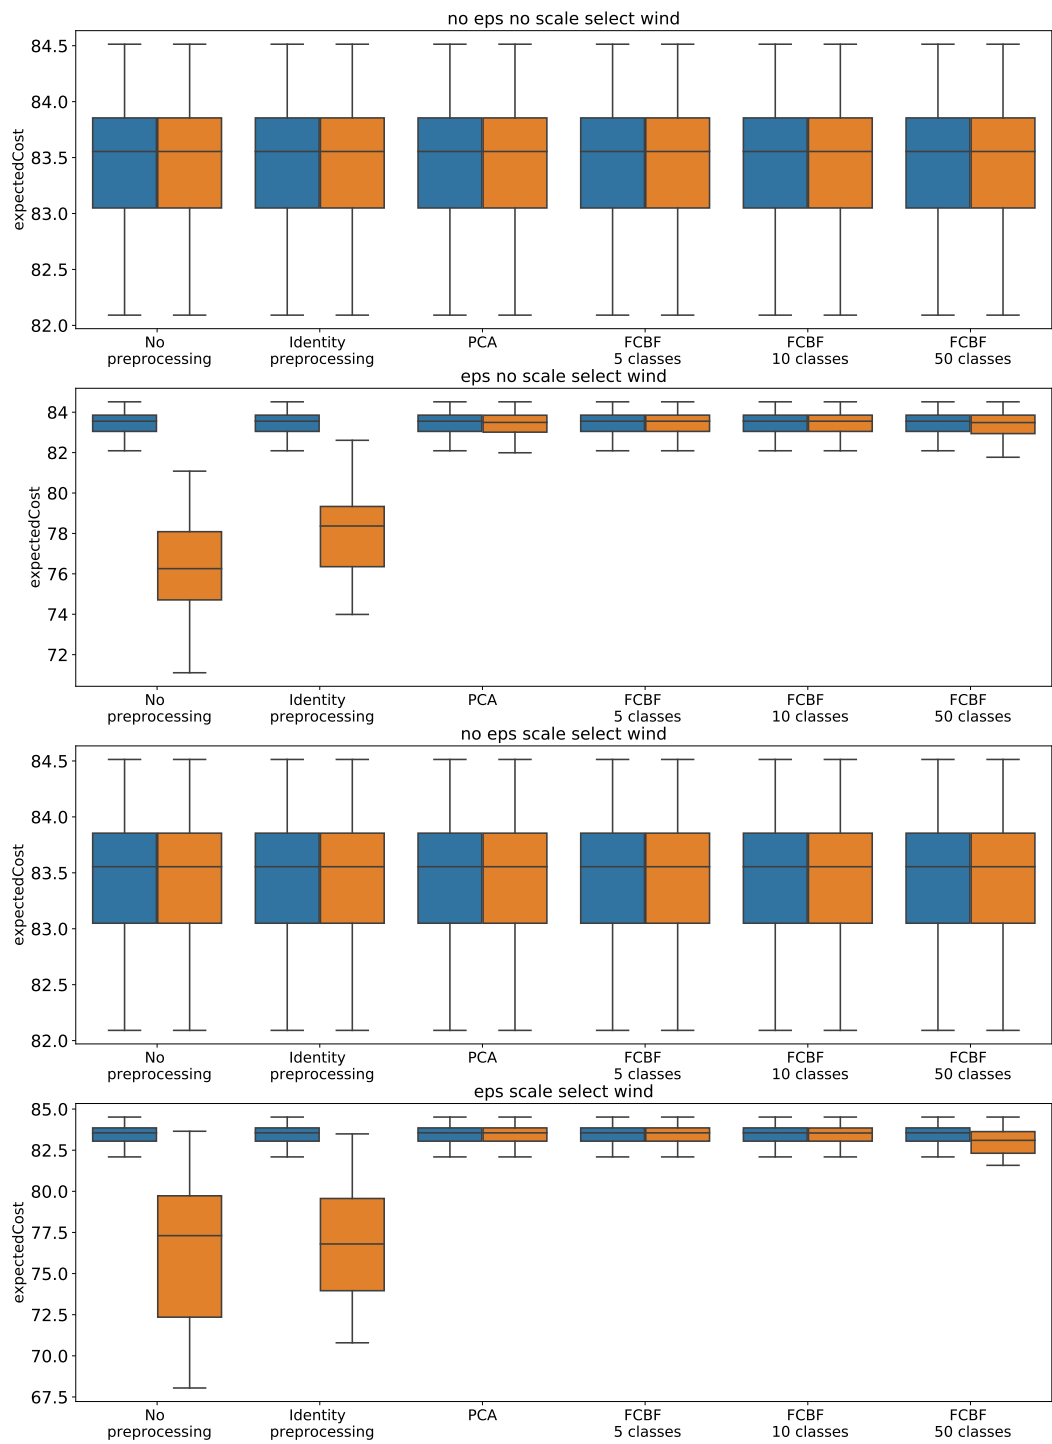 no eps no scale select wind
84.5
84.0
83.5
83.0
82.5
82.0
expectedCost
No
preprocessing
Identity
preprocessing
PCA
FCBF
5 classes
FCBF
10 classes
FCBF
50 classes
eps no scale select wind
84
82
80
78
76
74
72
expectedCost
No
preprocessing
Identity
preprocessing
PCA
FCBF
5 classes
FCBF
10 classes
FCBF
50 classes
no eps scale select wind
84.5
84.0
83.5
83.0
82.5
82.0
expectedCost
No
preprocessing
Identity
preprocessing
PCA
FCBF
5 classes
FCBF
10 classes
FCBF
50 classes
eps scale select wind
85.0
82.5
80.0
77.5
75.0
72.5
70.0
67.5
expectedCost
No
preprocessing
Identity
preprocessing
PCA
FCBF
5 classes
FCBF
10 classes
FCBF
50 classes